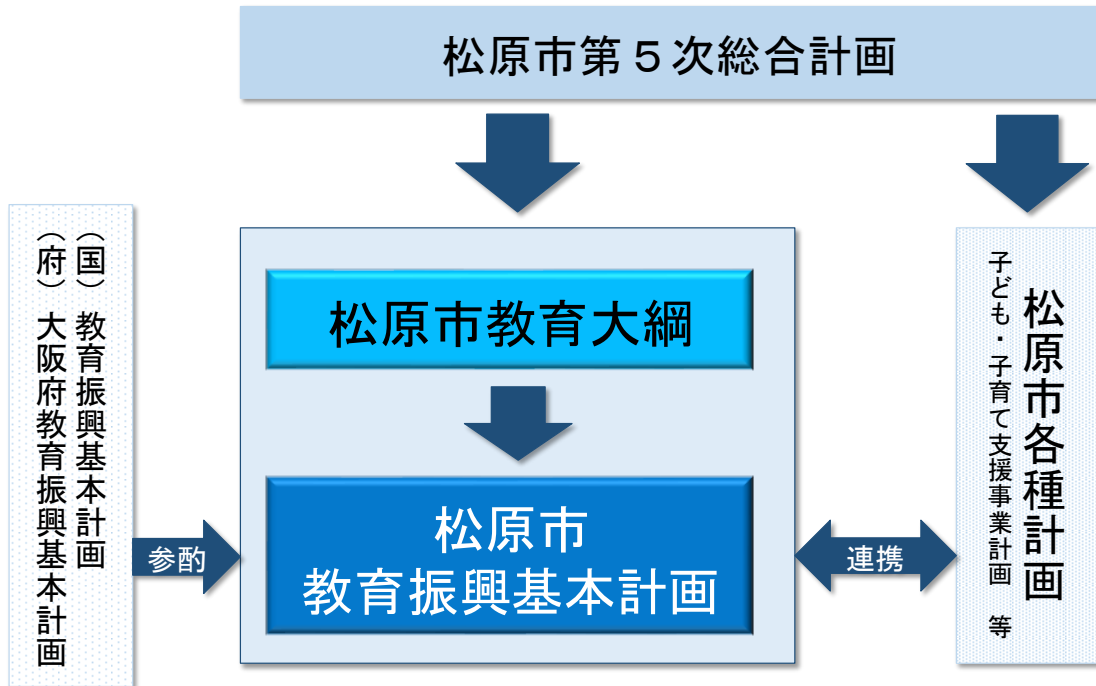 松原市第５次総合計画
（国）教育振興基本計画
（府）大阪府教育振興基本計画
参酌
松原市教育大綱
松原市
教育振興基本計画
連携
松原市各種計画
子ども・子育て支援事業計画　等